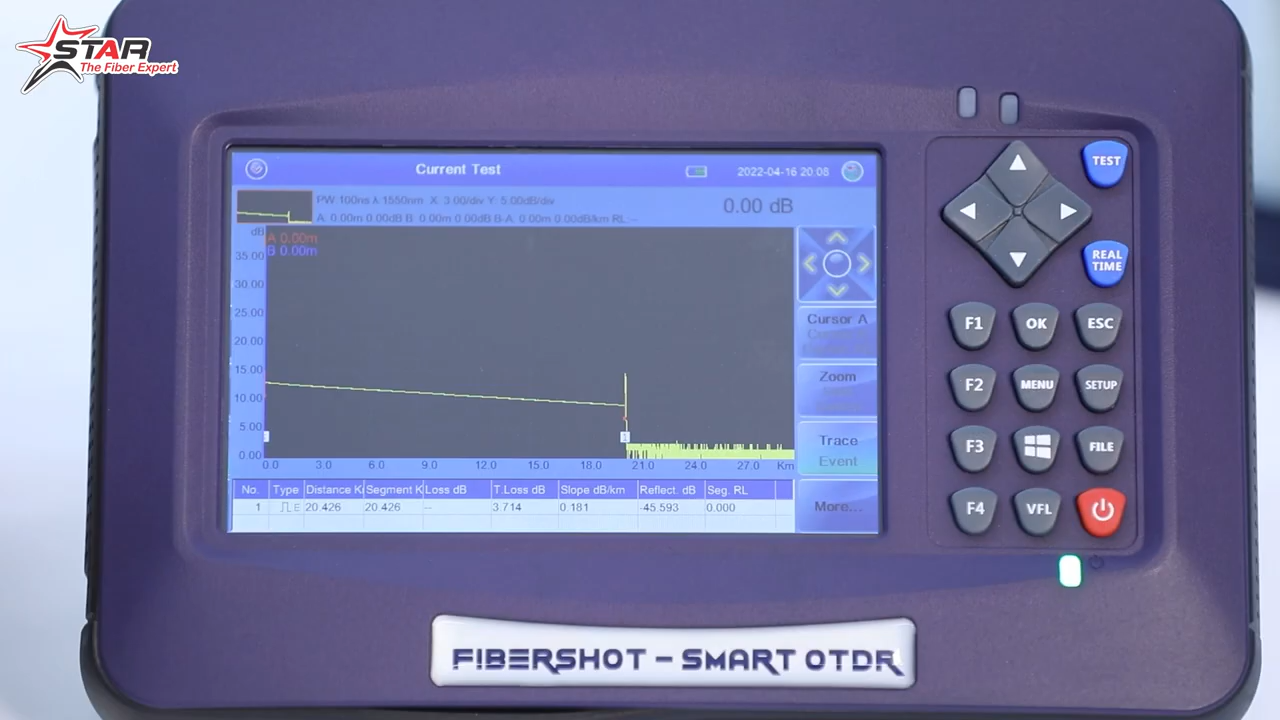 STAR
The Fiber Expert
Current Test
2022-04-16 20:08
PW 100ns λ 1550nm X 3.00/div Y: 5.00dB/div
A: 0.00m 0.00dB B 0.00m 0.00dB B-A: 0.00m 0.00dB/km RL --
0.00 dB
dB
A 0.00m
B 0.00m
35.00
30.00
25.00
20.00
15.00
10.00
5.00
0.00
0.0 3.0 6.0 9.0 12.0 15.0 18.0 21.0 24.0 27.0 Km
Cursor A
Zoom
Trace
Event
More...
No. Type Distance K Segment K Loss dB T.Loss dB Slope dB/km Reflect. dB Seg. RL
1 E 20.426 20.426 -- 3.714 0.181 -45.593 0.000
TEST
REAL
TIME
F1 OK ESC
F2 MENU SETUP
F3 FILE
F4 VFL
FIBERSHOT - SMART OTDR